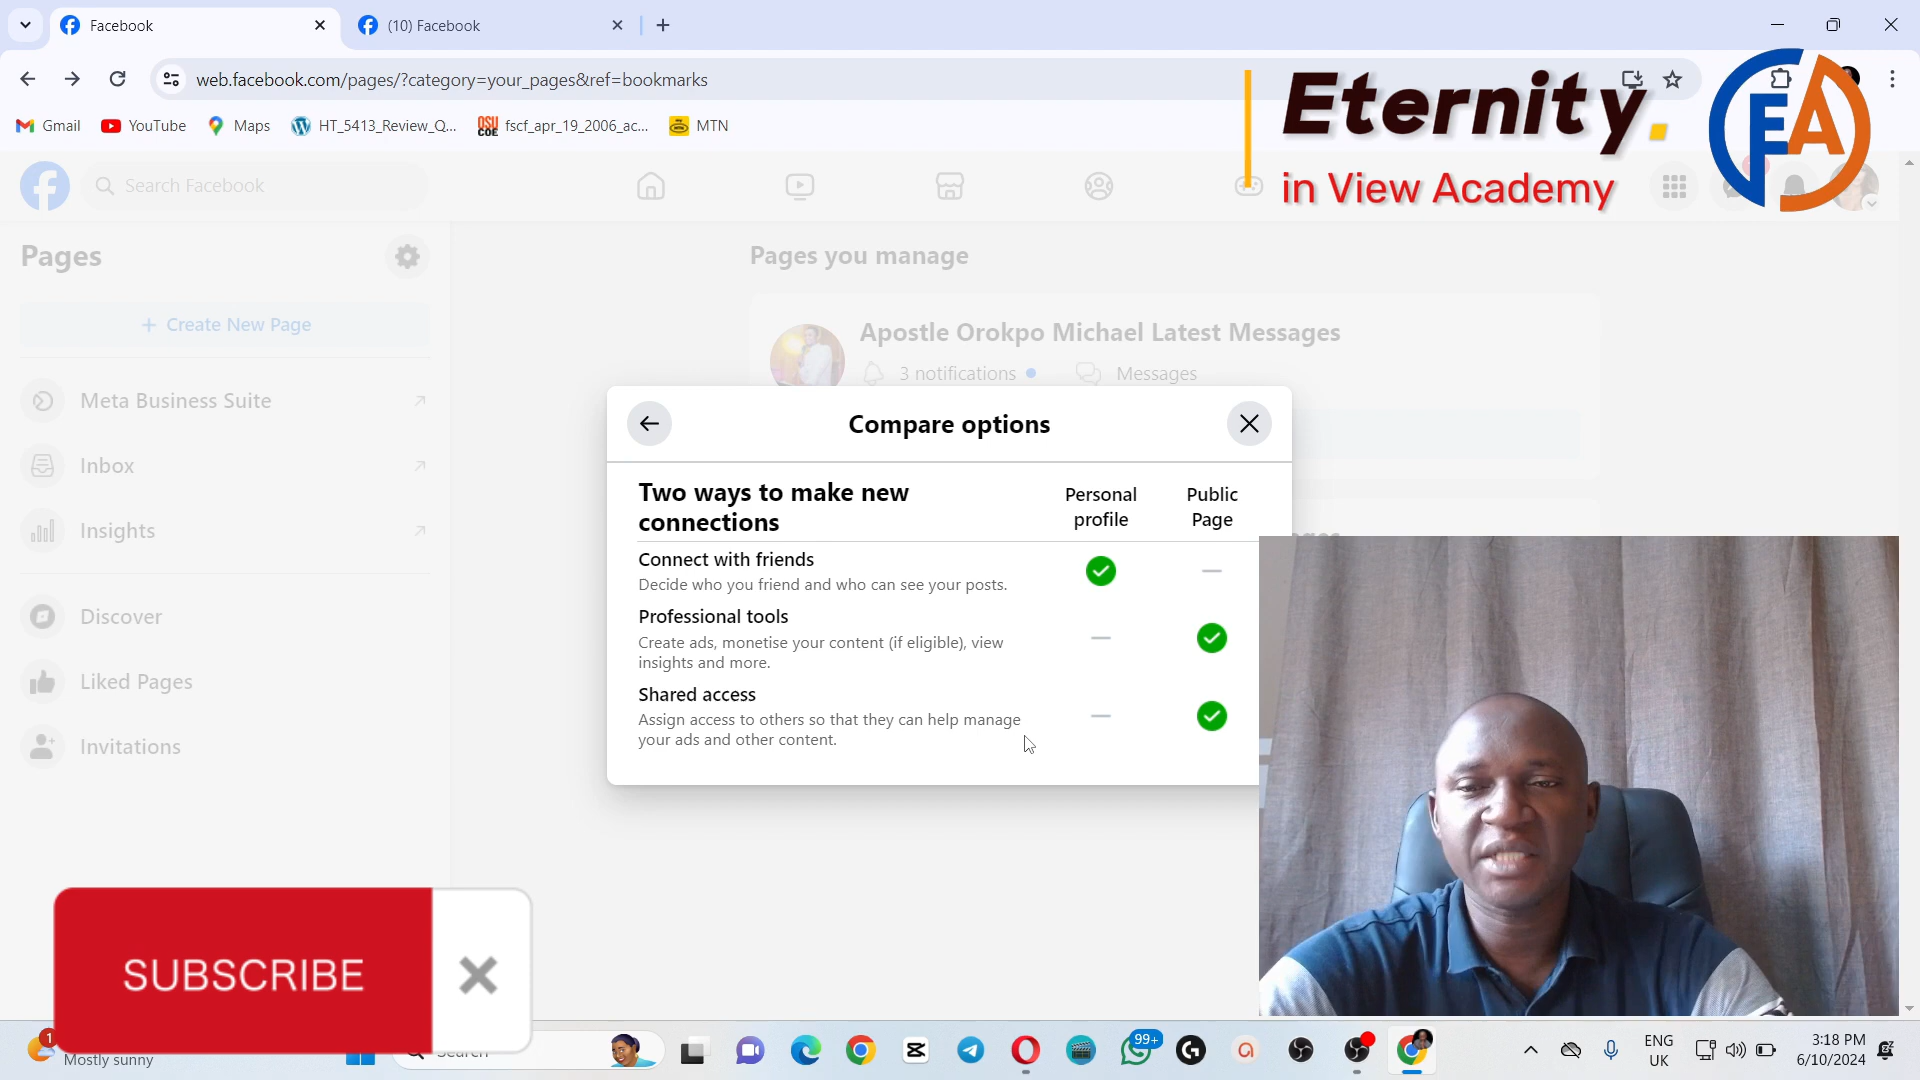 Facebook
(10) Facebook
web.facebook.com/pages/?category=your_pages&ref=bookmarks
Gmail
YouTube
Maps
HT_5413_Review_Q...
fscf_apr_19_2006_ac...
MTN
Eternity.
in View Academy
Search Facebook
Pages
Create New Page
Meta Business Suite
Inbox
Insights
Discover
Liked Pages
Invitations
Pages you manage
Apostle Orokpo Michael Latest Messages
3 notifications
Messages
Compare options
Two ways to make new
connections
Personal
profile
Public
Page
Connect with friends
Decide who you friend and who can see your posts.
Professional tools
Create ads, monetise your content (if eligible), view
insights and more.
Shared access
Assign access to others so that they can help manage
your ads and other content.
SUBSCRIBE
1
Mostly sunny
Search
99+
ENG
UK
3:18 PM
6/10/2024